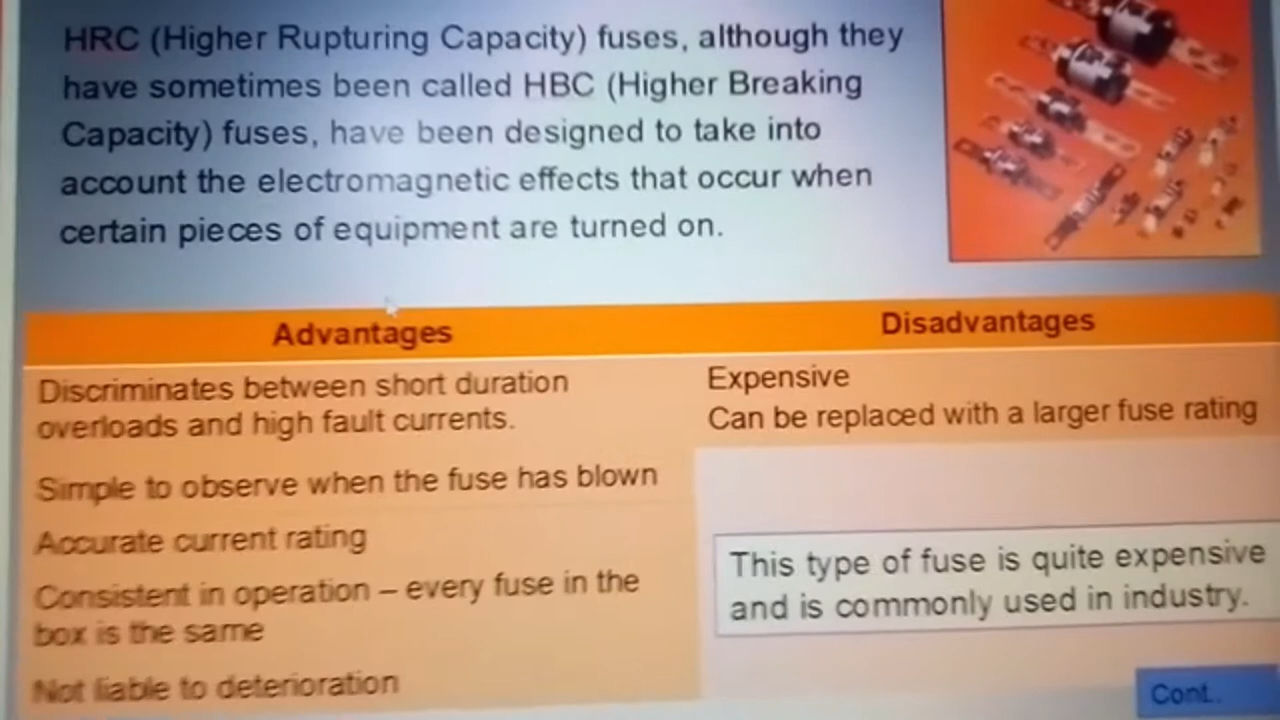 HRC (Higher Rupturing Capacity) fuses, although they
have sometimes been called HBC (Higher Breaking
Capacity) fuses, have been designed to take into
account the electromagnetic effects that occur when
certain pieces of equipment are turned on.
Advantages
Disadvantages
Discriminates between short duration
overloads and high fault currents.
Expensive
Can be replaced with a larger fuse rating
Simple to observe when the fuse has blown
Accurate current rating
Consistent in operation – every fuse in the
box is the same
Not liable to deterioration
This type of fuse is quite expensive
and is commonly used in industry.
Cont..